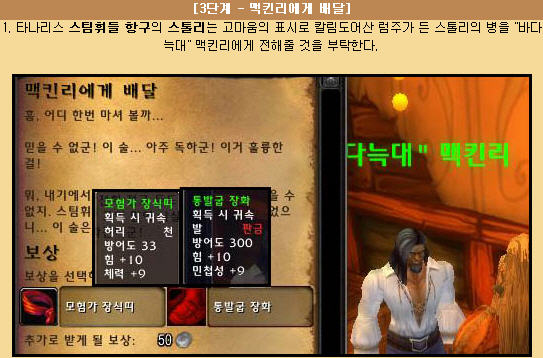 [3단계 - 맥킨리에게 배달]
1. 타나리스 스팀휘들 항구의 스톨리는 고마움의 표시로 칼림도어산 럼주가 든 스톨리의 병을 "바다
늑대" 맥킨리에게 전해줄 것을 부탁한다.
맥킨리에게 배달
흠, 어디 한번 마셔 볼까...
믿을 수 없군! 이 술... 아주 독하군! 이거 훌륭한
걸!
뭐, 내기에서
을 수
없지. 스팀휘
었으
니... 이 술은
모험가 장식띠
획득 시 귀속
허리 천
방어도 33
힘 +10
체력 +9
통발굽 장화
획득 시 귀속
발 판금
방어도 300
힘 +10
민첩성 +9
보상
보상을 선택
모험가 장식띠
통발굽 장화
추가로 받게 될 보상: 50
다늑대" 맥킨리